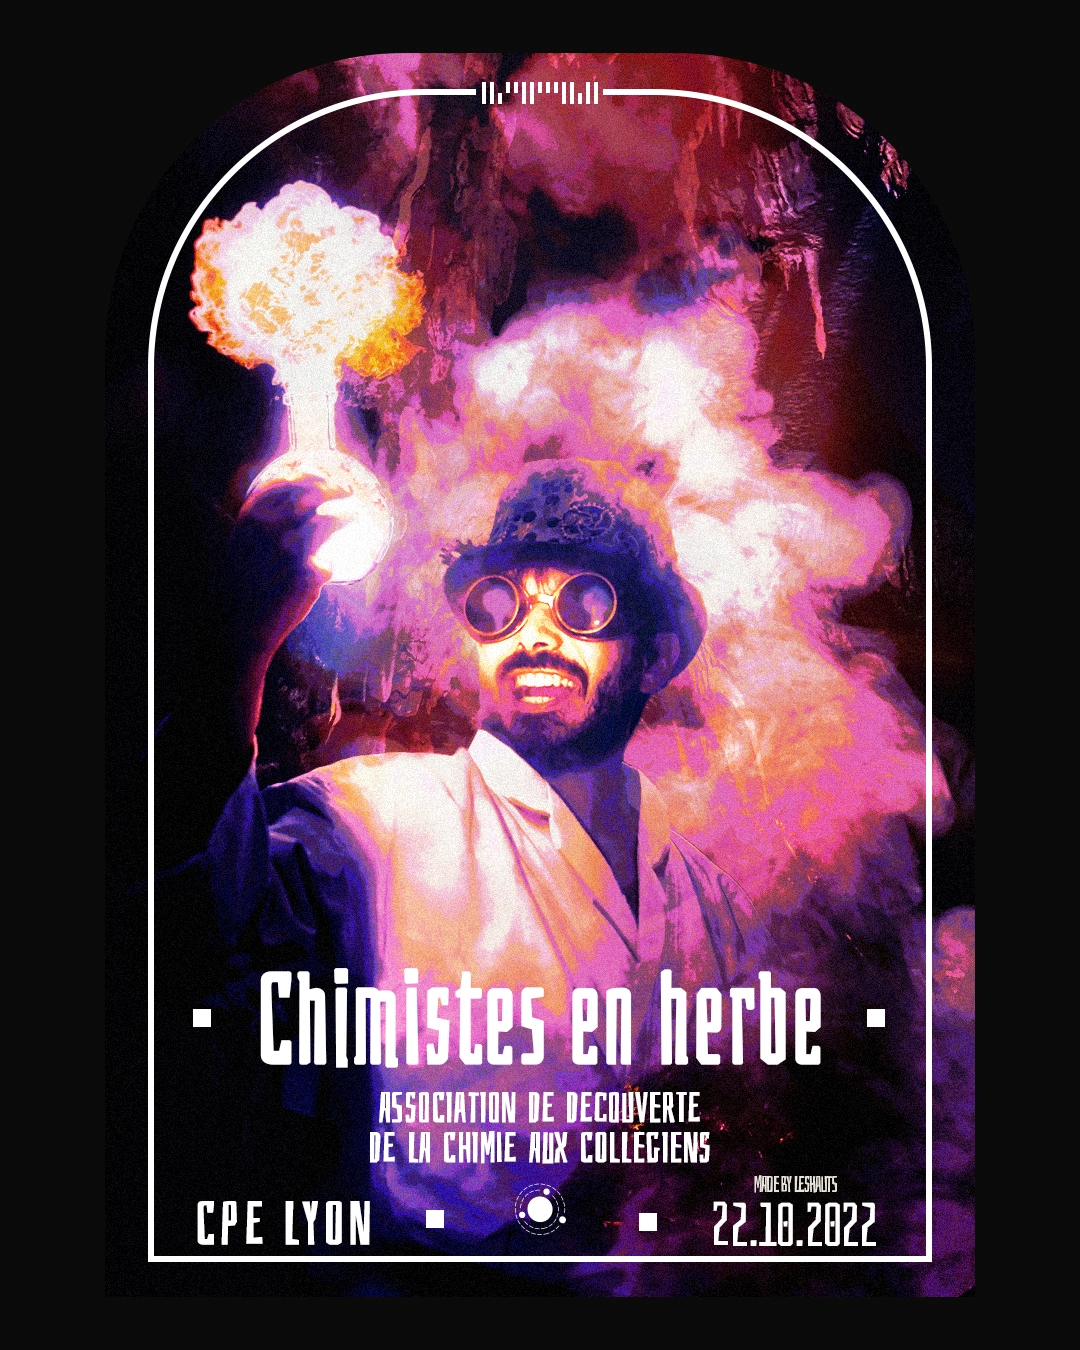 Chimistes en herbe
ASSOCIATION DE DECOUVERTE
DE LA CHIMIE AUX COLLEGIENS
MADE BY LESHAUTS
CPE LYON
22.10.2022